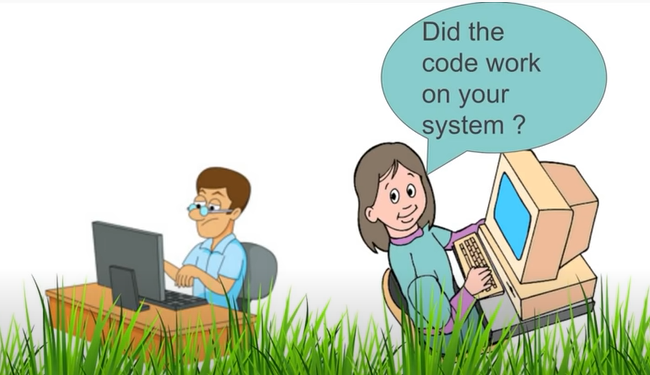 Did the
code work
on your
system ?